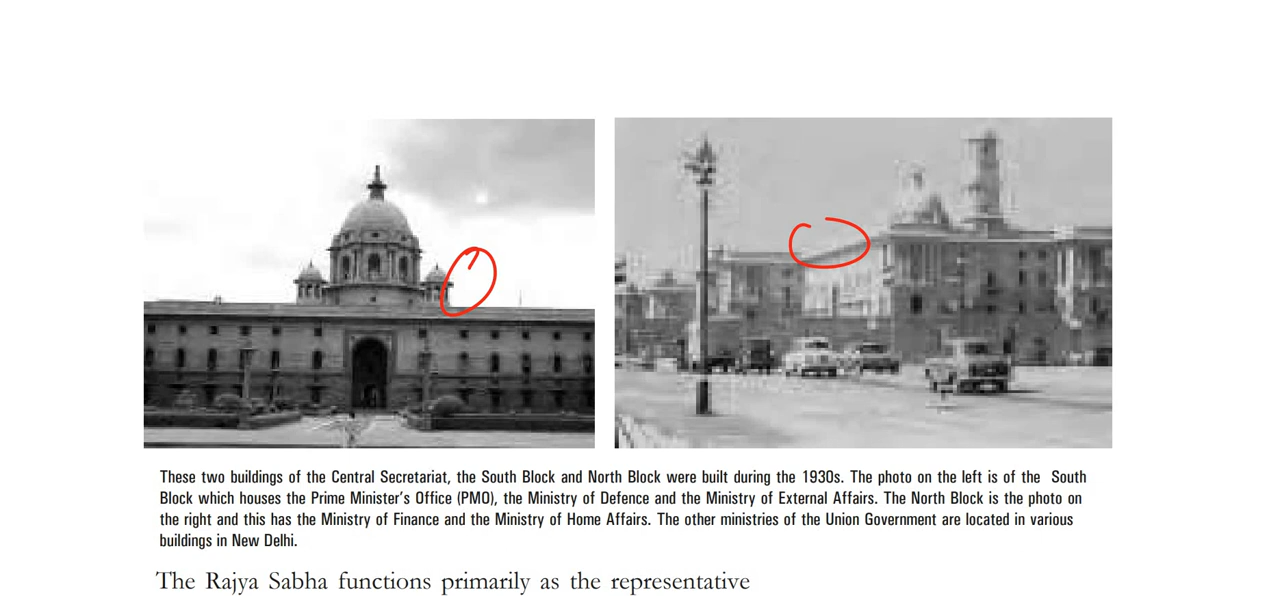 These two buildings of the Central Secretariat, the South Block and North Block were built during the 1930s. The photo on the left is of the South
Block which houses the Prime Minister's Office (PMO), the Ministry of Defence and the Ministry of External Affairs. The North Block is the photo on
the right and this has the Ministry of Finance and the Ministry of Home Affairs. The other ministries of the Union Government are located in various
buildings in New Delhi.
The Rajya Sabha functions primarily as the representative